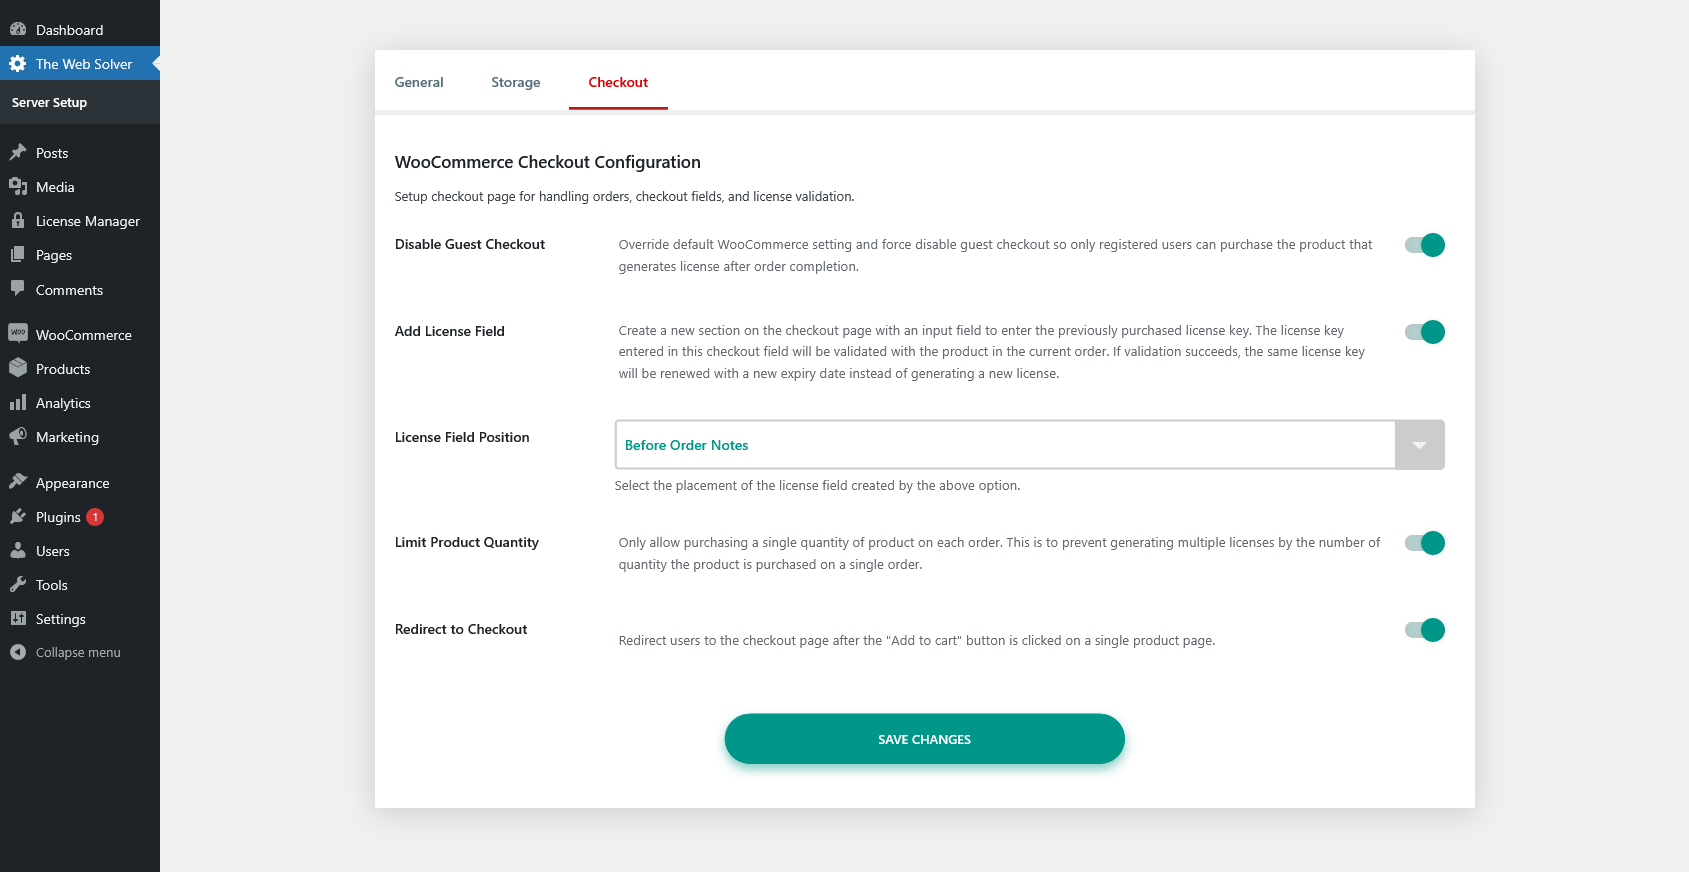 Dashboard
The Web Solver
Server Setup
Posts
Media
License Manager
Pages
Comments
Woo
WooCommerce
Products
Analytics
Marketing
Appearance
Plugins 1
Users
Tools
Settings
Collapse menu
General Storage Checkout
WooCommerce Checkout Configuration
Setup checkout page for handling orders, checkout fields, and license validation.
Disable Guest Checkout
Override default WooCommerce setting and force disable guest checkout so only registered users can purchase the product that
generates license after order completion.
Add License Field
Create a new section on the checkout page with an input field to enter the previously purchased license key. The license key
entered in this checkout field will be validated with the product in the current order. If validation succeeds, the same license key
will be renewed with a new expiry date instead of generating a new license.
License Field Position
Before Order Notes
Select the placement of the license field created by the above option.
Limit Product Quantity
Only allow purchasing a single quantity of product on each order. This is to prevent generating multiple licenses by the number of
quantity the product is purchased on a single order.
Redirect to Checkout
Redirect users to the checkout page after the "Add to cart" button is clicked on a single product page.
SAVE CHANGES